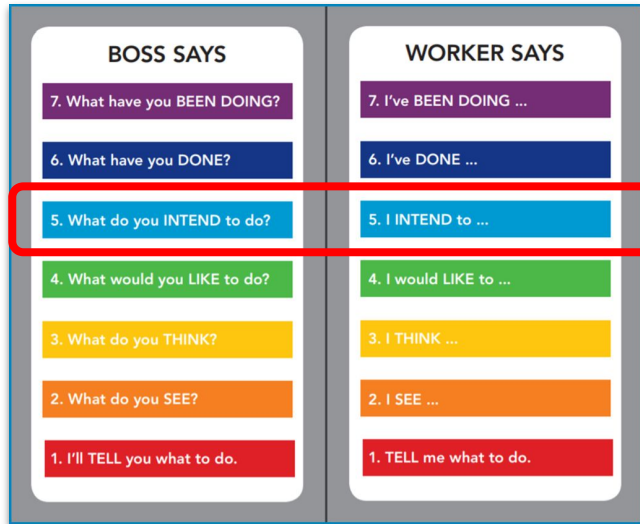 BOSS SAYS
7. What have you BEEN DOING?
6. What have you DONE?
5. What do you INTEND to do?
4. What would you LIKE to do?
3. What do you THINK?
2. What do you SEE?
1. I'll TELL you what to do.
WORKER SAYS
7. I've BEEN DOING ...
6. I've DONE ...
5. I INTEND to ...
4. I would LIKE to ...
3. I THINK ...
2. I SEE ...
1. TELL me what to do.